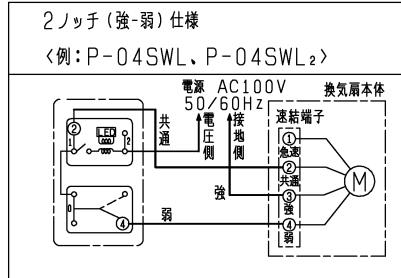 2ノッチ(強-弱)仕様
〈例:P-04SWL、P-04SWL₂〉
電源 AC100V
50/60Hz
換気扇本体
速結端子
共通
電圧側
接地側
②
LED
1
2
①
急速
②
共通
③
強
④
弱
M
強
0
④
弱